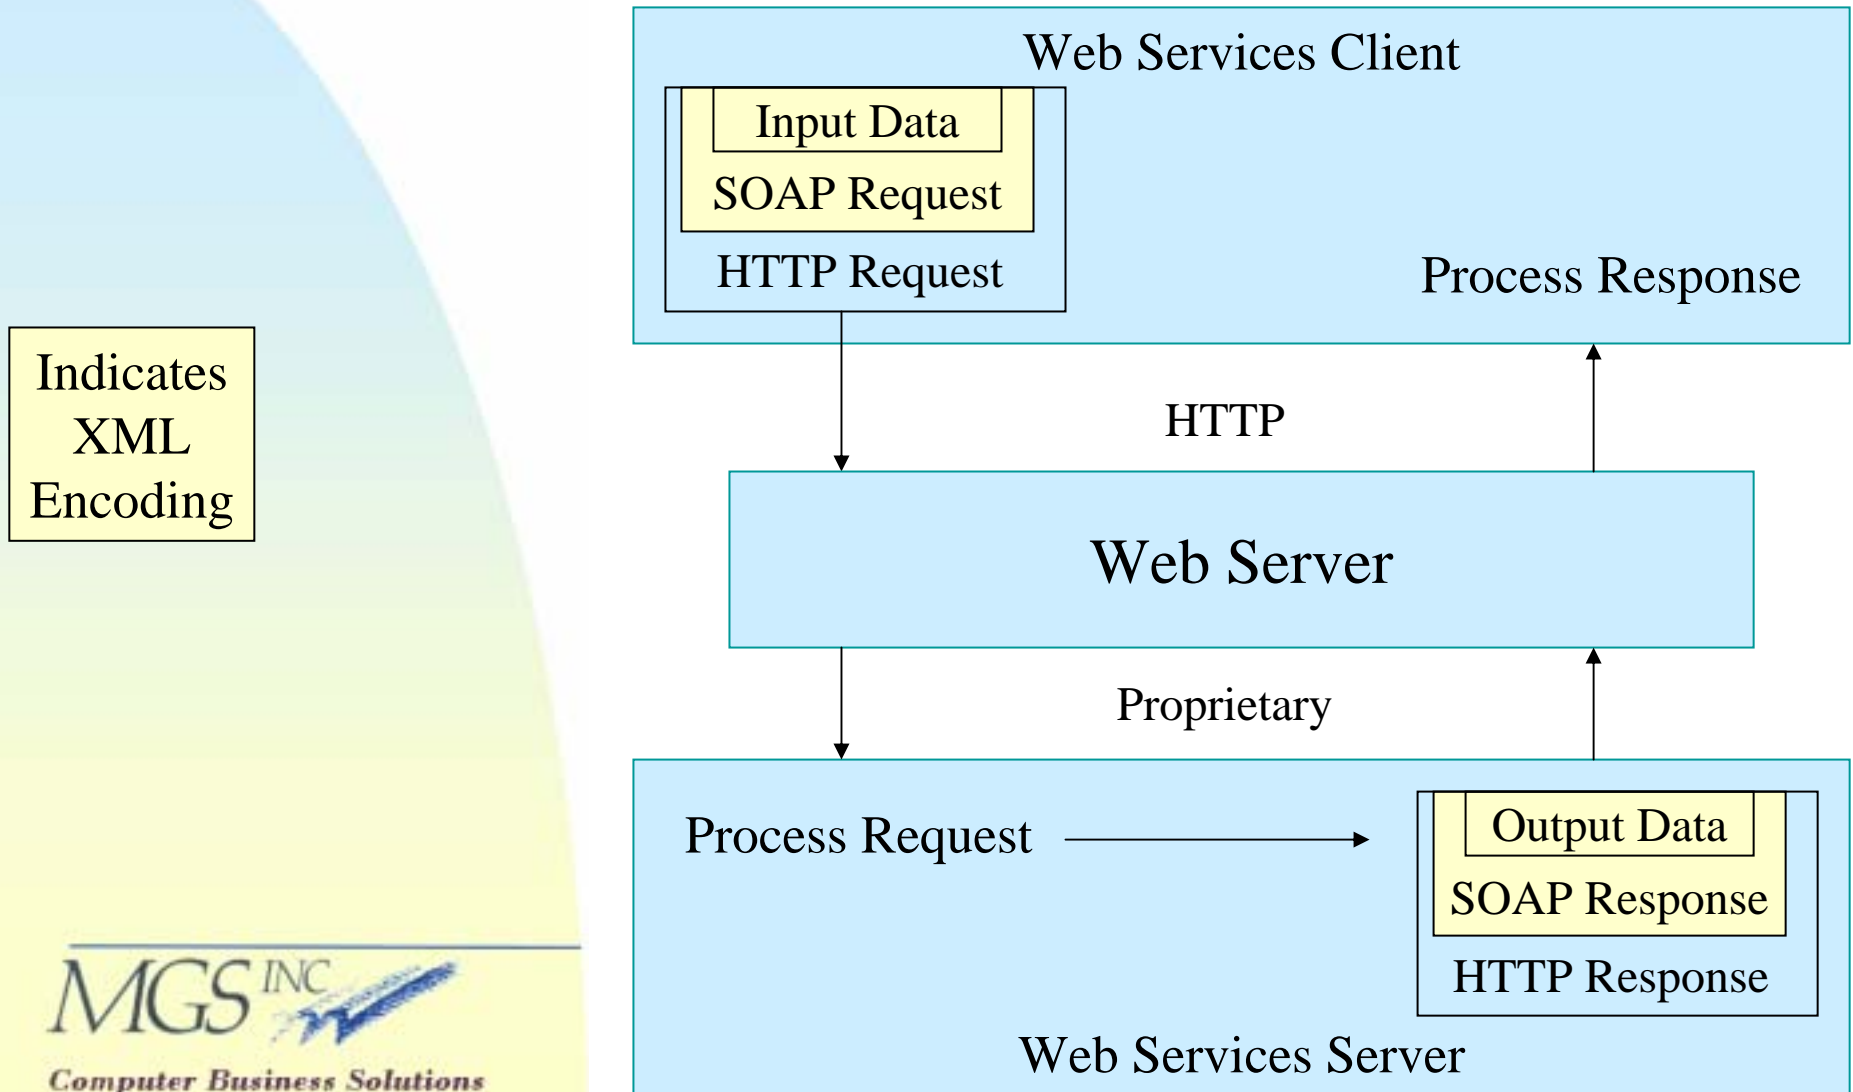 Web Services Client
Input Data
SOAP Request
HTTP Request
Process Response
Indicates
XML
Encoding
HTTP
Web Server
Proprietary
Process Request
Output Data
SOAP Response
HTTP Response
Web Services Server
MGS INC
Computer Business Solutions